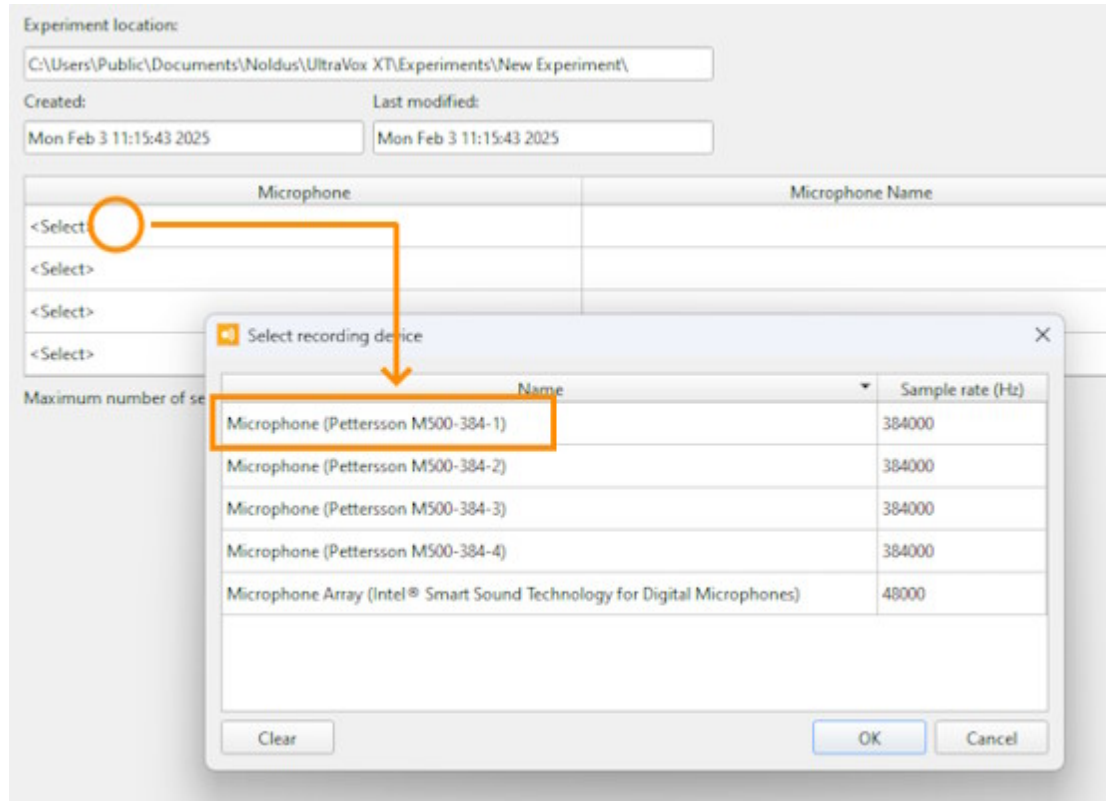 Experiment location:
C:\Users\Public\Documents\Noldus\UltraVox XT\Experiments\New Experiment\
Created: Last modified:
Mon Feb 3 11:15:43 2025 Mon Feb 3 11:15:43 2025
Microphone Microphone Name
<Select>
<Select>
<Select>
<Select>
Maximum number of se
Select recording device
Name Sample rate (Hz)
Microphone (Pettersson M500-384-1) 384000
Microphone (Pettersson M500-384-2) 384000
Microphone (Pettersson M500-384-3) 384000
Microphone (Pettersson M500-384-4) 384000
Microphone Array (Intel® Smart Sound Technology for Digital Microphones) 48000
Clear OK Cancel